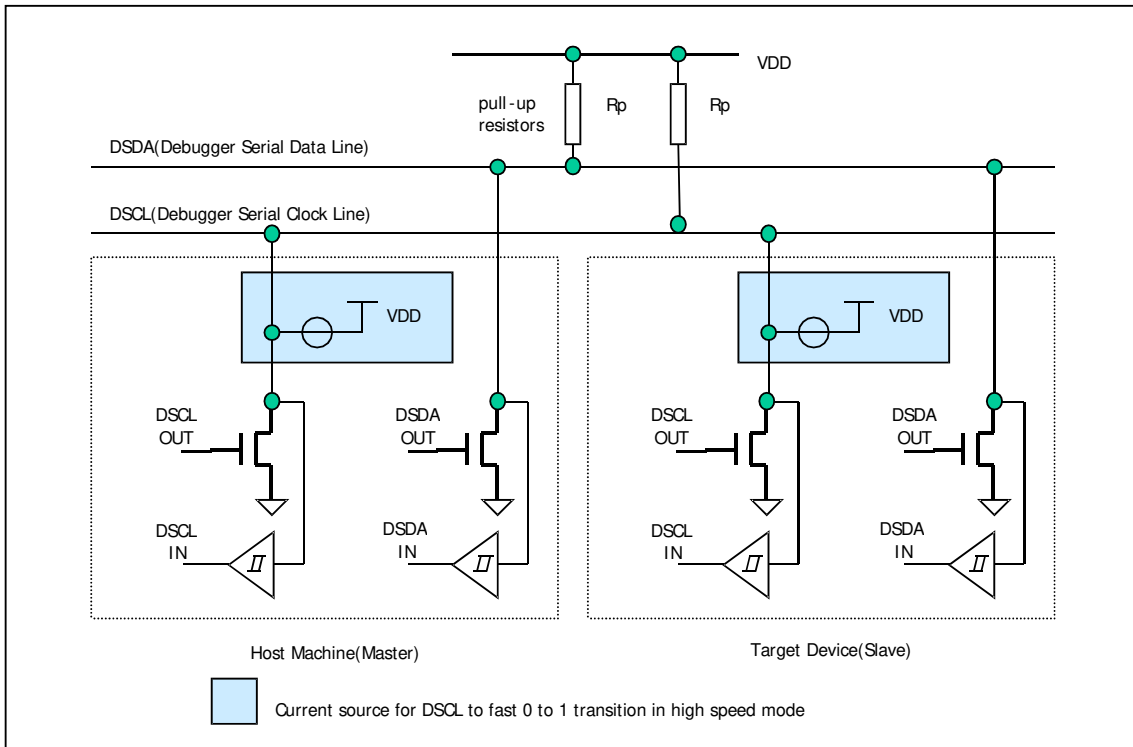 VDD
pull-up
resistors
Rp
Rp
DSDA(Debugger Serial Data Line)
DSCL(Debugger Serial Clock Line)
VDD
VDD
DSCL
OUT
DSDA
OUT
DSCL
OUT
DSDA
OUT
DSCL
IN
DSDA
IN
DSCL
IN
DSDA
IN
Host Machine(Master)
Target Device(Slave)
Current source for DSCL to fast 0 to 1 transition in high speed mode